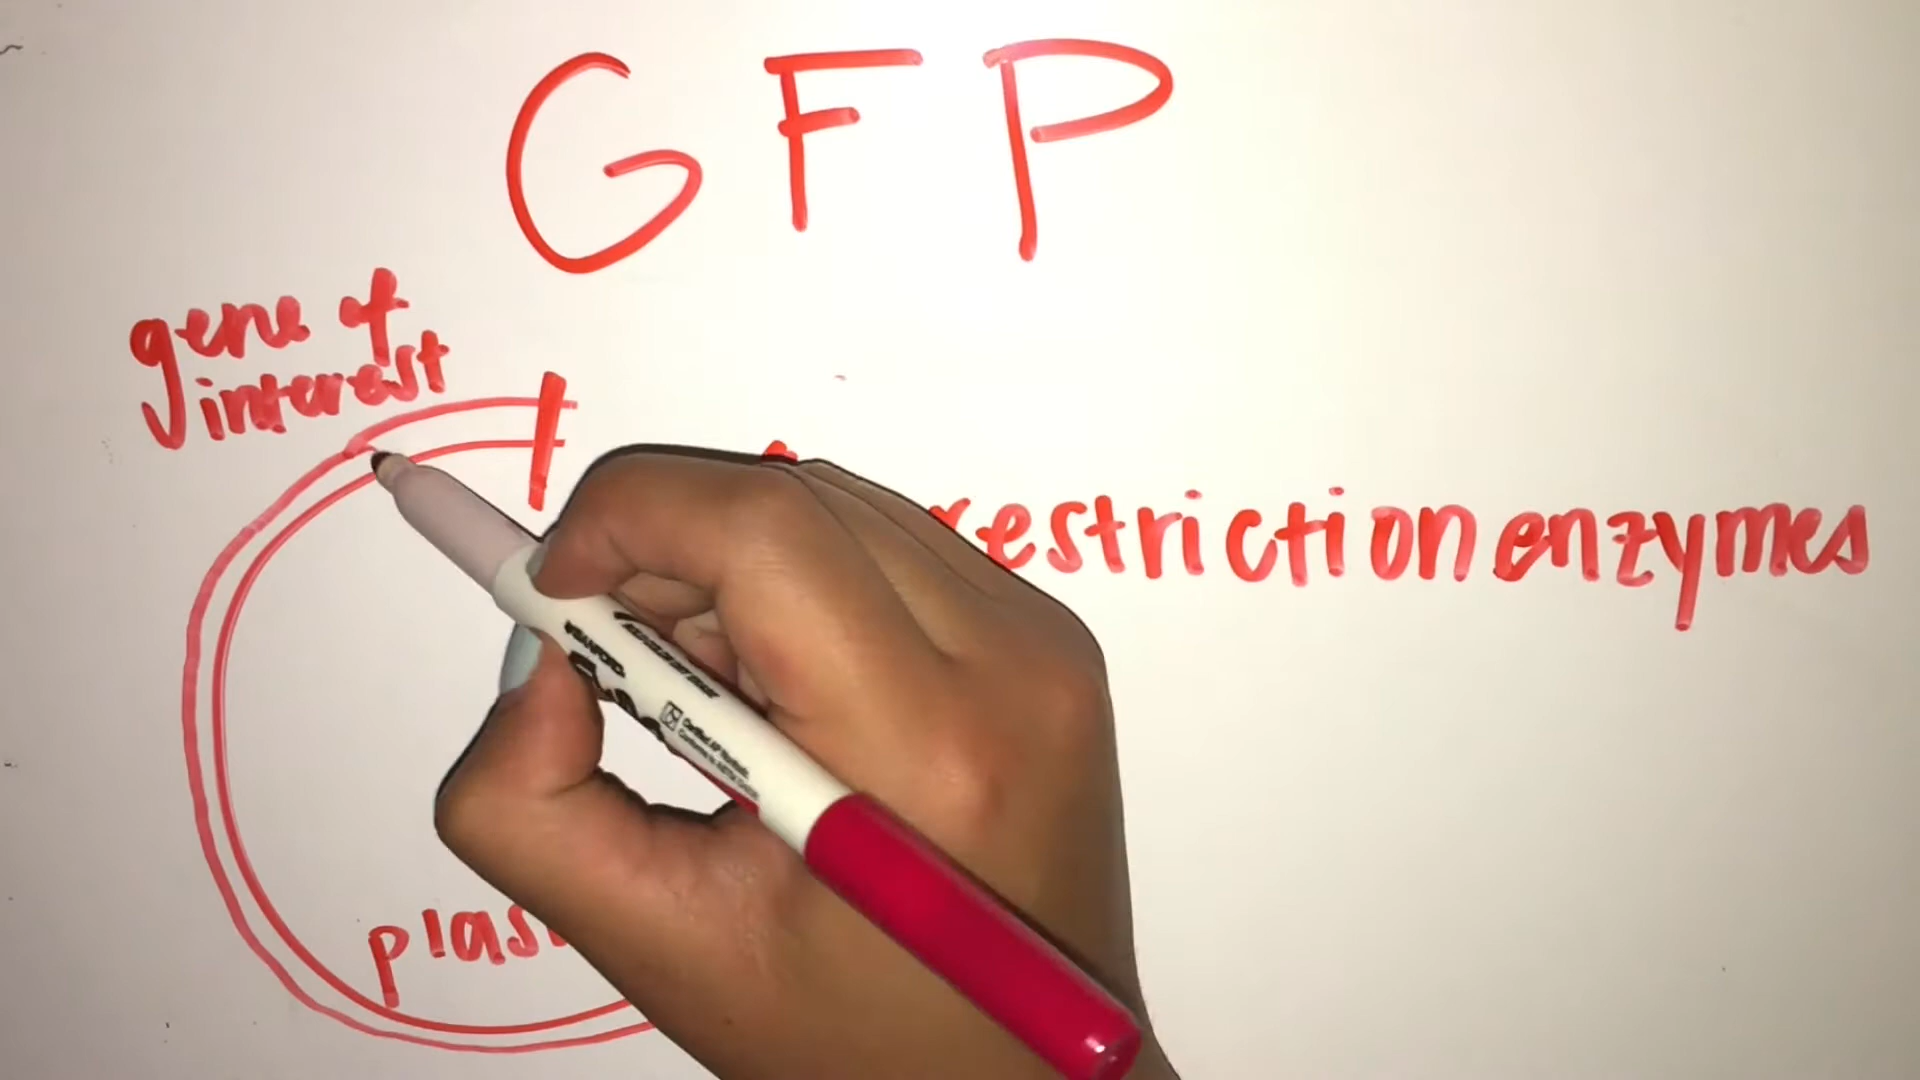 GFP
gene of
interest
restriction enzymes
plas